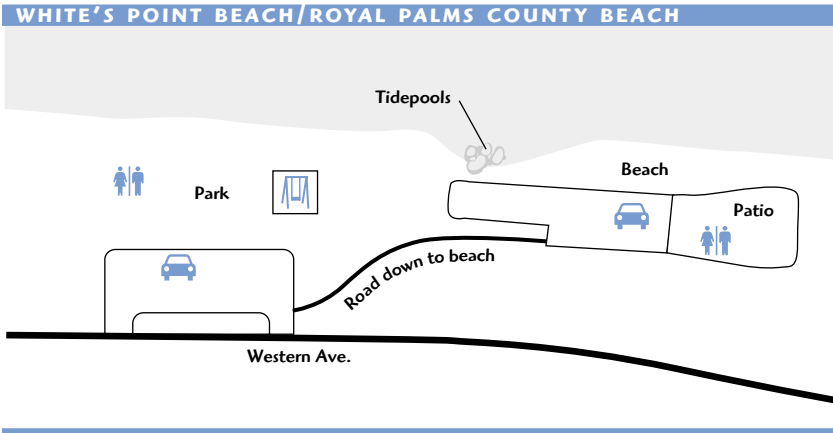 WHITE'S POINT BEACH/ROYAL PALMS COUNTY BEACH
Tidepools
Beach
Park
Patio
Road down to beach
Western Ave.